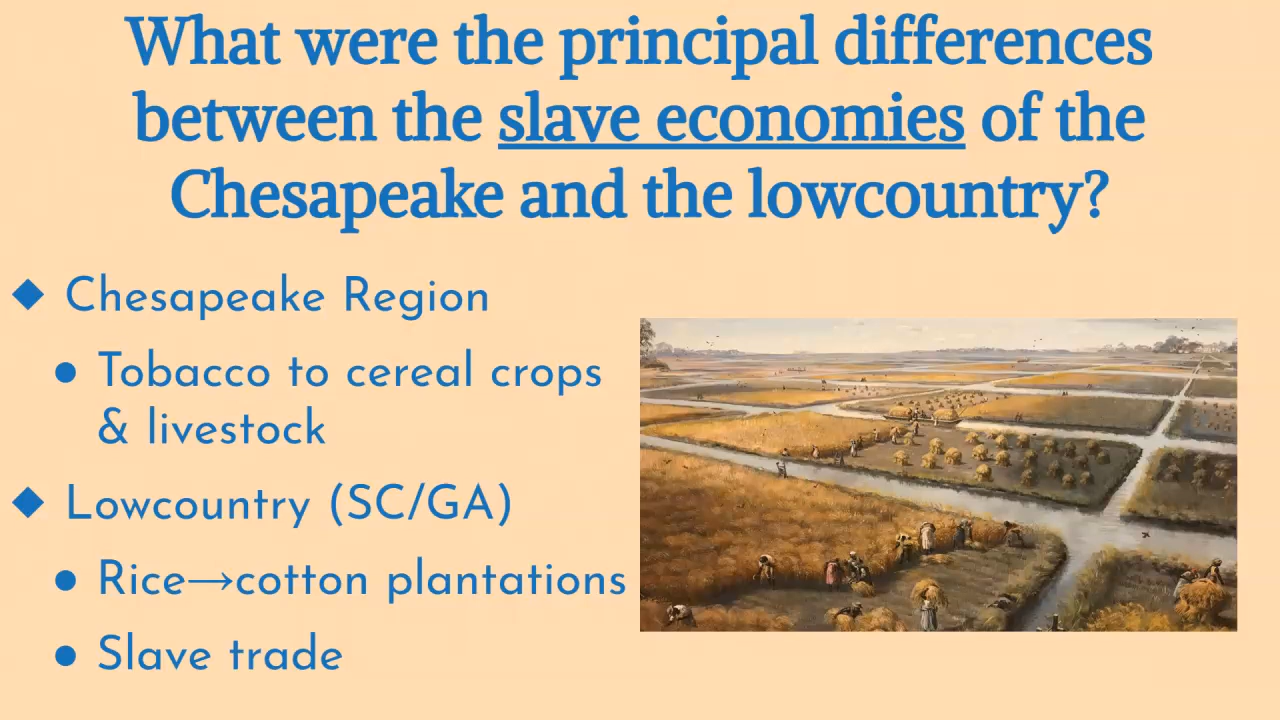 What were the principal differences
between the slave economies of the
Chesapeake and the lowcountry?
◆ Chesapeake Region
● Tobacco to cereal crops
& livestock
◆ Lowcountry (SC/GA)
● Rice→cotton plantations
● Slave trade